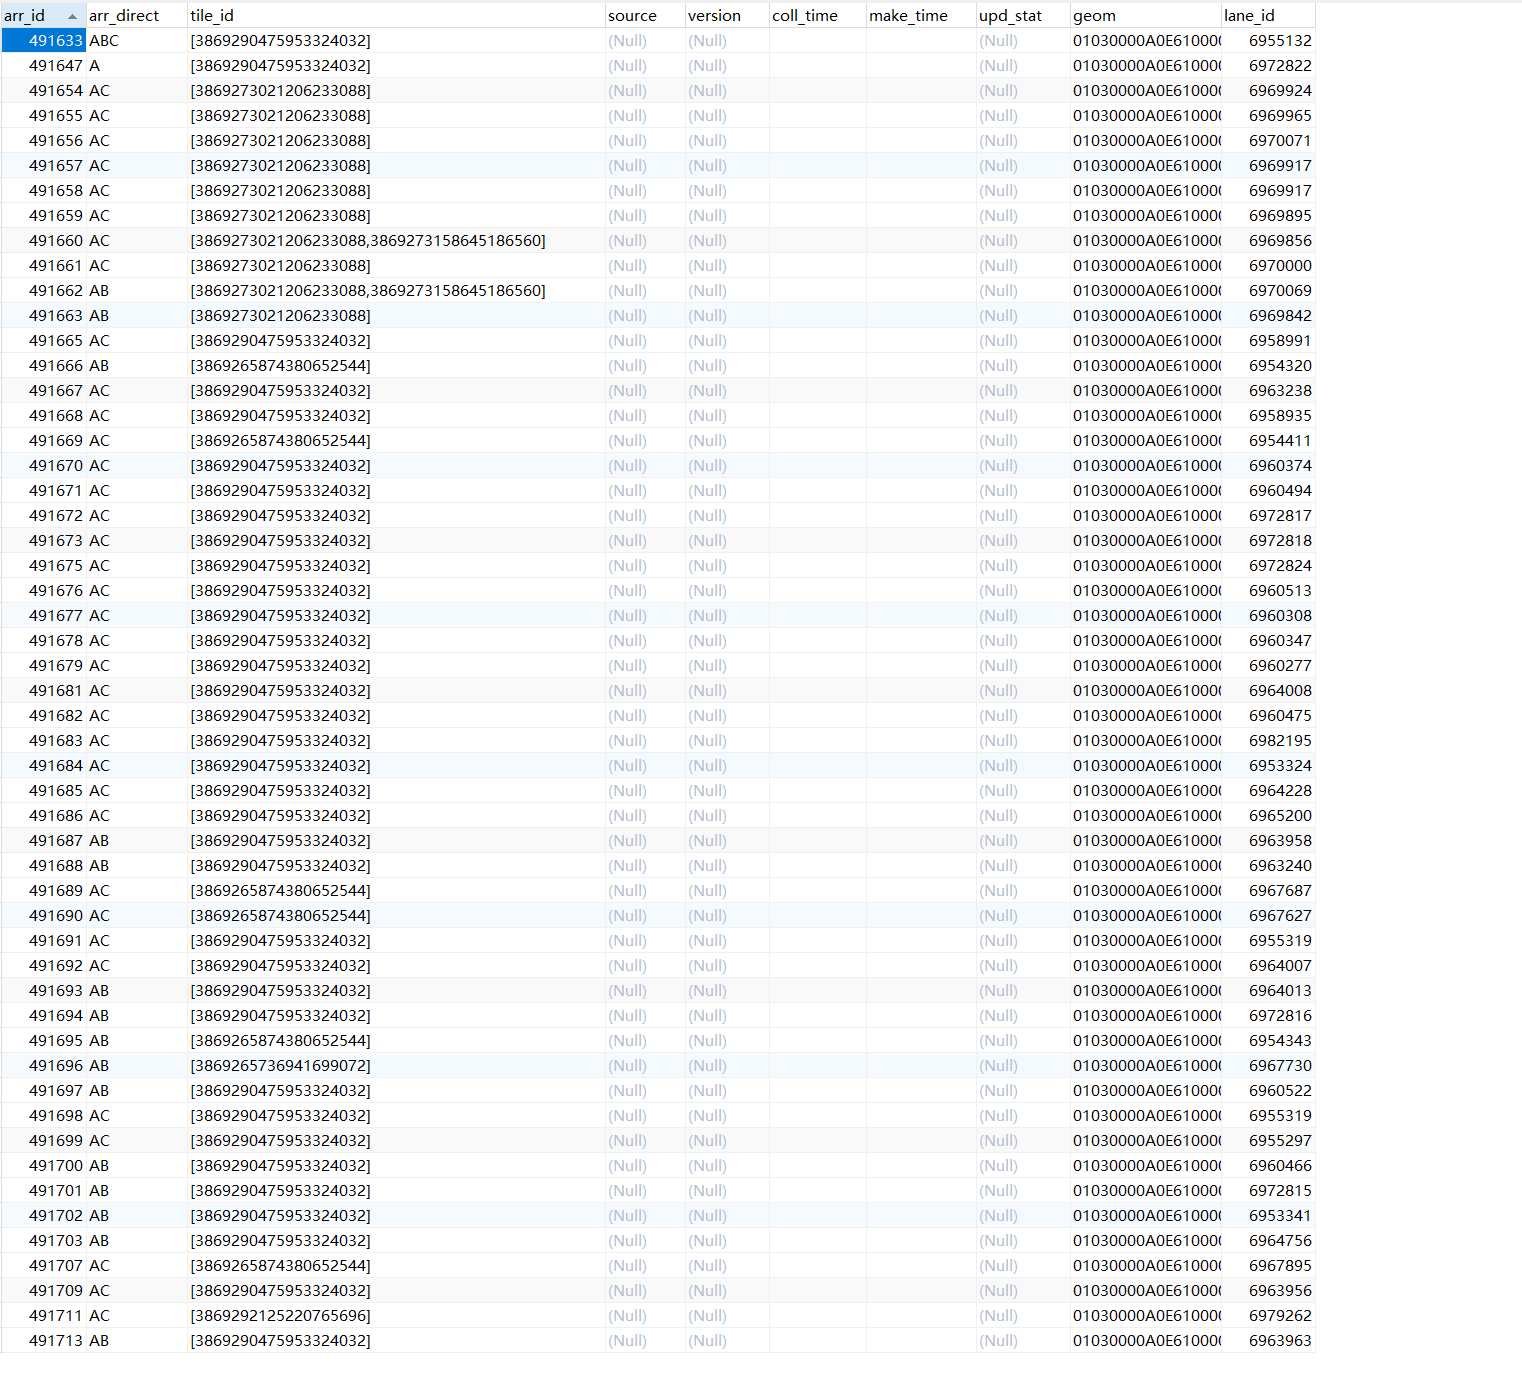 arr_id arr_direct tile_id source version coll_time make_time upd_stat geom lane_id
491633 ABC [3869290475953324032] (Null) (Null) (Null) 01030000A0E61000( 6955132
491647 A [3869290475953324032] (Null) (Null) (Null) 01030000A0E61000( 6972822
491654 AC [3869273021206233088] (Null) (Null) (Null) 01030000A0E61000( 6969924
491655 AC [3869273021206233088] (Null) (Null) (Null) 01030000A0E61000( 6969965
491656 AC [3869273021206233088] (Null) (Null) (Null) 01030000A0E61000( 6970071
491657 AC [3869273021206233088] (Null) (Null) (Null) 01030000A0E61000( 6969917
491658 AC [3869273021206233088] (Null) (Null) (Null) 01030000A0E61000( 6969917
491659 AC [3869273021206233088] (Null) (Null) (Null) 01030000A0E61000( 6969895
491660 AC [3869273021206233088,3869273158645186560] (Null) (Null) (Null) 01030000A0E61000( 6969856
491661 AC [3869273021206233088] (Null) (Null) (Null) 01030000A0E61000( 6970000
491662 AB [3869273021206233088,3869273158645186560] (Null) (Null) (Null) 01030000A0E61000( 6970069
491663 AB [3869273021206233088] (Null) (Null) (Null) 01030000A0E61000( 6969842
491665 AC [3869290475953324032] (Null) (Null) (Null) 01030000A0E61000( 6958991
491666 AB [3869265874380652544] (Null) (Null) (Null) 01030000A0E61000( 6954320
491667 AC [3869290475953324032] (Null) (Null) (Null) 01030000A0E61000( 6963238
491668 AC [3869290475953324032] (Null) (Null) (Null) 01030000A0E61000( 6958935
491669 AC [3869265874380652544] (Null) (Null) (Null) 01030000A0E61000( 6954411
491670 AC [3869290475953324032] (Null) (Null) (Null) 01030000A0E61000( 6960374
491671 AC [3869290475953324032] (Null) (Null) (Null) 01030000A0E61000( 6960494
491672 AC [3869290475953324032] (Null) (Null) (Null) 01030000A0E61000( 6972817
491673 AC [3869290475953324032] (Null) (Null) (Null) 01030000A0E61000( 6972818
491675 AC [3869290475953324032] (Null) (Null) (Null) 01030000A0E61000( 6972824
491676 AC [3869290475953324032] (Null) (Null) (Null) 01030000A0E61000( 6960513
491677 AC [3869290475953324032] (Null) (Null) (Null) 01030000A0E61000( 6960308
491678 AC [3869290475953324032] (Null) (Null) (Null) 01030000A0E61000( 6960347
491679 AC [3869290475953324032] (Null) (Null) (Null) 01030000A0E61000( 6960277
491681 AC [3869290475953324032] (Null) (Null) (Null) 01030000A0E61000( 6964008
491682 AC [3869290475953324032] (Null) (Null) (Null) 01030000A0E61000( 6960475
491683 AC [3869290475953324032] (Null) (Null) (Null) 01030000A0E61000( 6982195
491684 AC [3869290475953324032] (Null) (Null) (Null) 01030000A0E61000( 6953324
491685 AC [3869290475953324032] (Null) (Null) (Null) 01030000A0E61000( 6964228
491686 AC [3869290475953324032] (Null) (Null) (Null) 01030000A0E61000( 6965200
491687 AB [3869290475953324032] (Null) (Null) (Null) 01030000A0E61000( 6963958
491688 AB [3869290475953324032] (Null) (Null) (Null) 01030000A0E61000( 6963240
491689 AC [3869265874380652544] (Null) (Null) (Null) 01030000A0E61000( 6967687
491690 AC [3869265874380652544] (Null) (Null) (Null) 01030000A0E61000( 6967627
491691 AC [3869290475953324032] (Null) (Null) (Null) 01030000A0E61000( 6955319
491692 AC [3869290475953324032] (Null) (Null) (Null) 01030000A0E61000( 6964007
491693 AB [3869290475953324032] (Null) (Null) (Null) 01030000A0E61000( 6964013
491694 AB [3869290475953324032] (Null) (Null) (Null) 01030000A0E61000( 6972816
491695 AB [3869265874380652544] (Null) (Null) (Null) 01030000A0E61000( 6954343
491696 AB [3869265736941699072] (Null) (Null) (Null) 01030000A0E61000( 6967730
491697 AB [3869290475953324032] (Null) (Null) (Null) 01030000A0E61000( 6960522
491698 AC [3869290475953324032] (Null) (Null) (Null) 01030000A0E61000( 6955319
491699 AC [3869290475953324032] (Null) (Null) (Null) 01030000A0E61000( 6955297
491700 AB [3869290475953324032] (Null) (Null) (Null) 01030000A0E61000( 6960466
491701 AB [3869290475953324032] (Null) (Null) (Null) 01030000A0E61000( 6972815
491702 AB [3869290475953324032] (Null) (Null) (Null) 01030000A0E61000( 6953341
491703 AB [3869290475953324032] (Null) (Null) (Null) 01030000A0E61000( 6964756
491707 AC [3869265874380652544] (Null) (Null) (Null) 01030000A0E61000( 6967895
491709 AC [3869290475953324032] (Null) (Null) (Null) 01030000A0E61000( 6963956
491711 AC [3869292125220765696] (Null) (Null) (Null) 01030000A0E61000( 6979262
491713 AB [3869290475953324032] (Null) (Null) (Null) 01030000A0E61000( 6963963